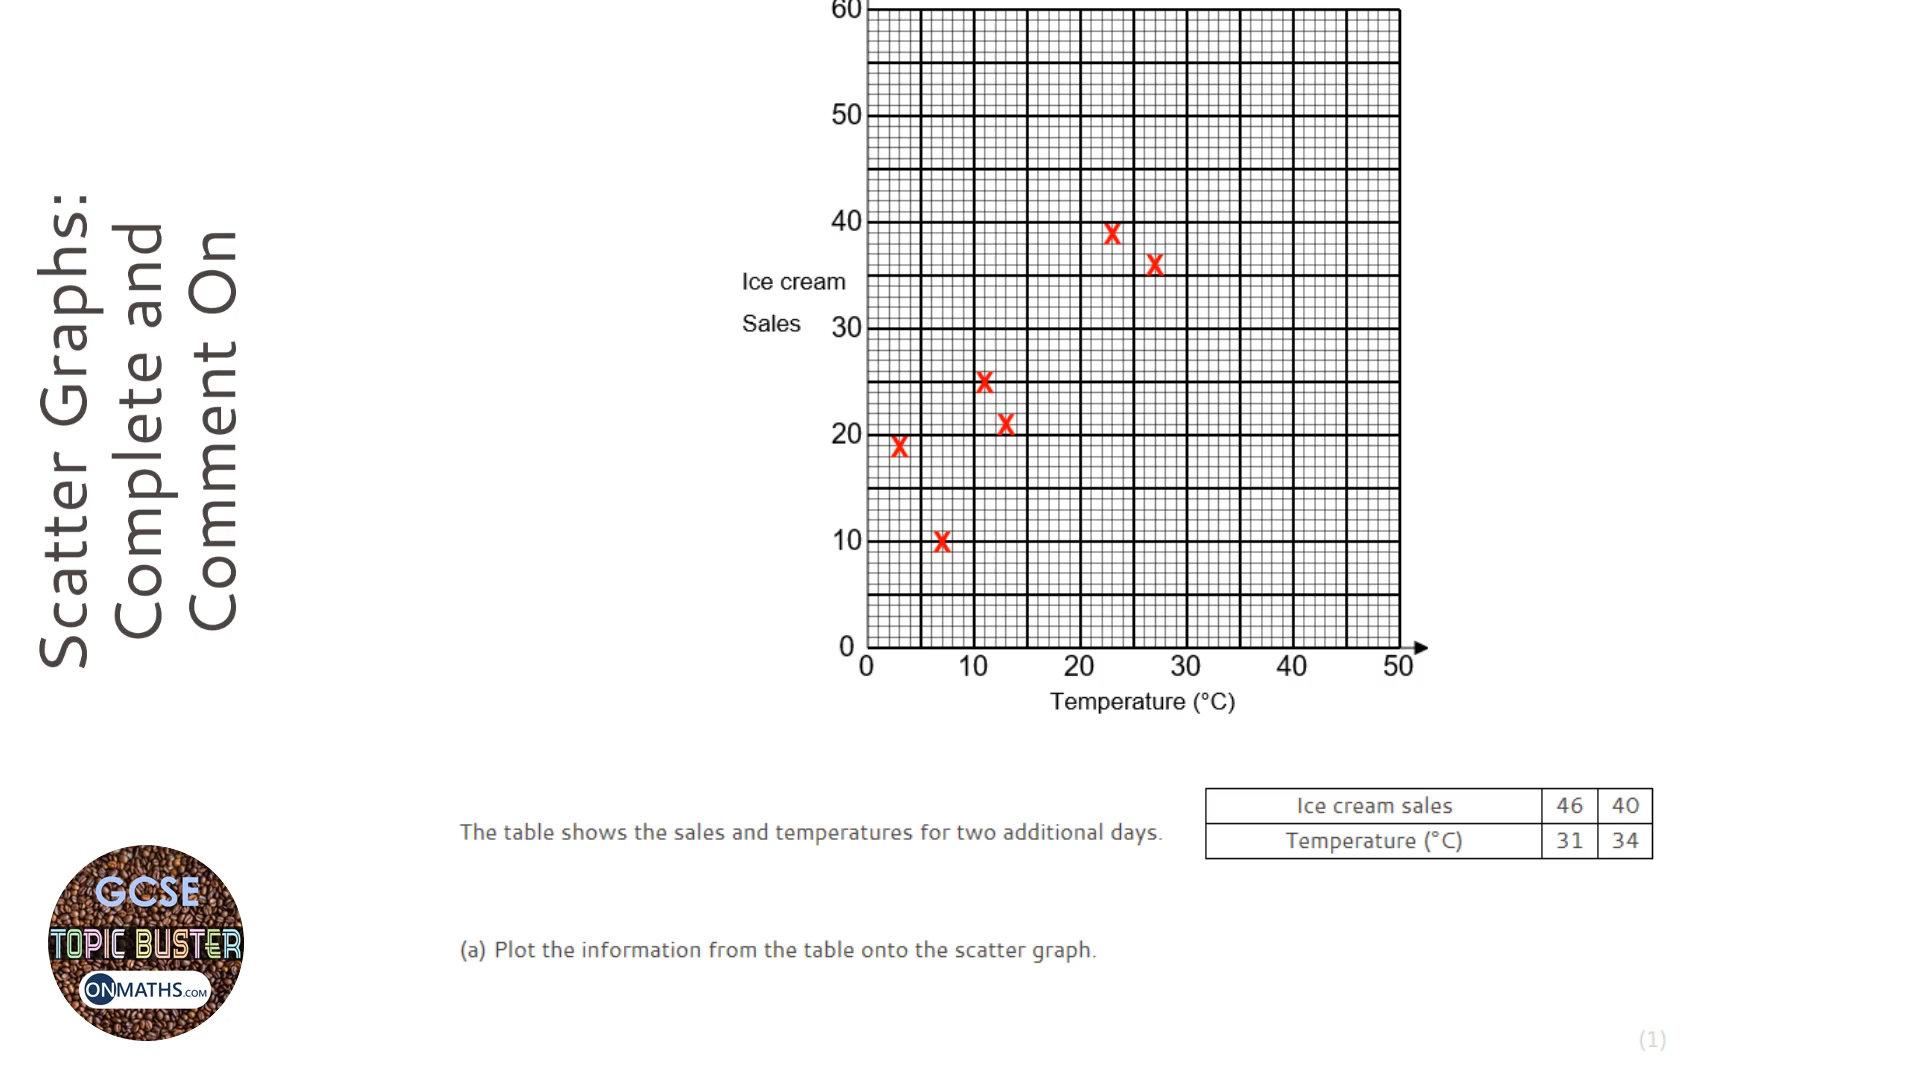 Scatter Graphs:
Complete and
Comment On
60
50
40
Ice cream
Sales
30
20
10
0
0 10 20 30 40 50
Temperature (°C)
The table shows the sales and temperatures for two additional days.
Ice cream sales 46 40
Temperature (°C) 31 34
(a) Plot the information from the table onto the scatter graph.
(1)
GCSE
TOPIC BUSTER
ONMATHS.COM